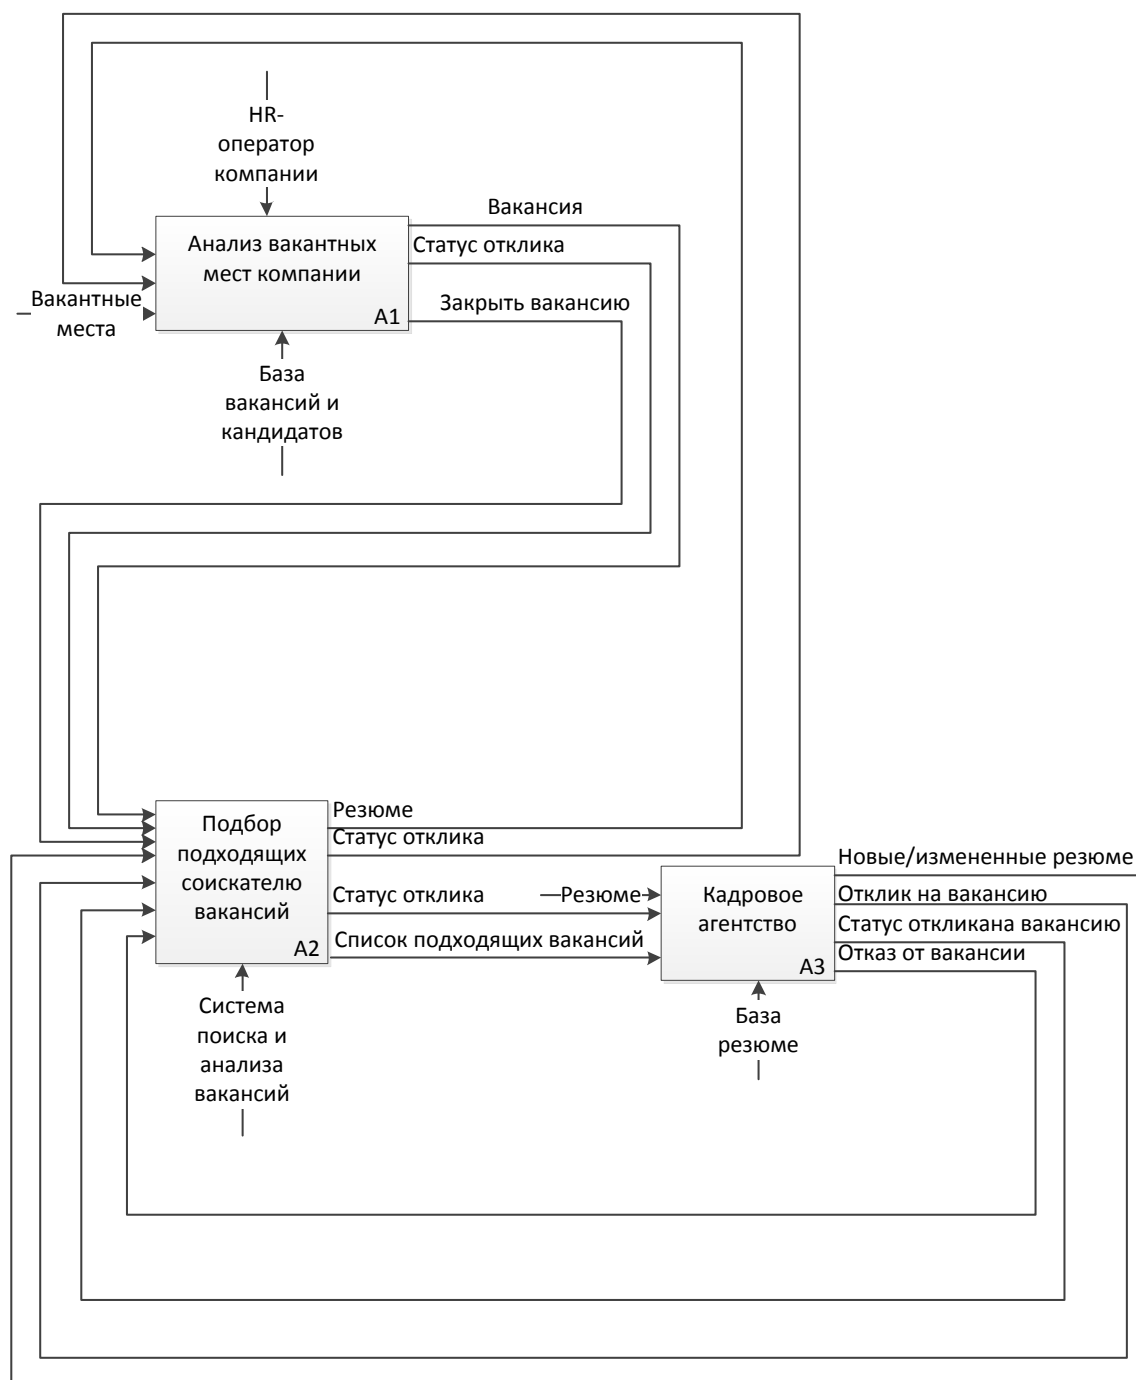 HR-
оператор
компании
Вакансия
Анализ вакантных
мест компании
A1
Статус отклика
Закрыть вакансию
Вакантные
места
База
вакансий и
кандидатов
Подбор
подходящих
соискателю
вакансий
A2
Резюме
Статус отклика
Статус отклика
Список подходящих вакансий
Резюме
Кадровое
агентство
A3
Новые/измененные резюме
Отклик на вакансию
Статус откликана вакансию
Отказ от вакансии
Система
поиска и
анализа
вакансий
База
резюме